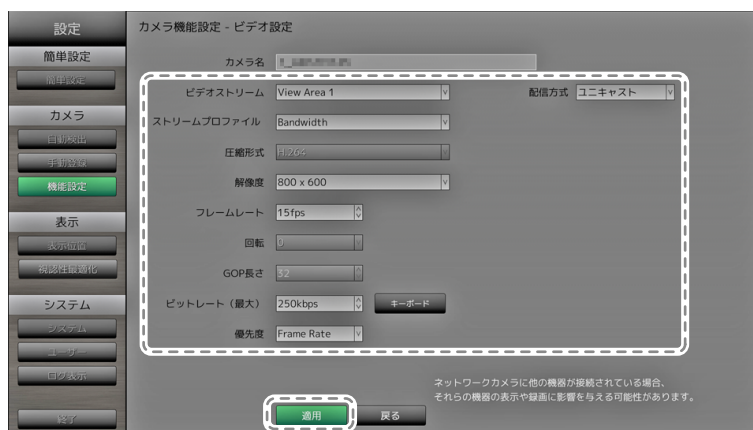 設定
カメラ機能設定 - ビデオ設定
簡単設定
簡単設定
カメラ
自動検出
手動登録
機能設定
表示
表示位置
視認性最適化
システム
システム
ユーザー
ログ表示
終了
カメラ名
ビデオストリーム View Area 1 配信方式 ユニキャスト
ストリームプロファイル Bandwidth
圧縮形式 H.264
解像度 800 x 600
フレームレート 15fps
回転 0
GOP長さ 32
ビットレート（最大） 250kbps キーボード
優先度 Frame Rate
ネットワークカメラに他の機器が接続されている場合、
それらの機器の表示や録画に影響を与える可能性があります。
適用 戻る